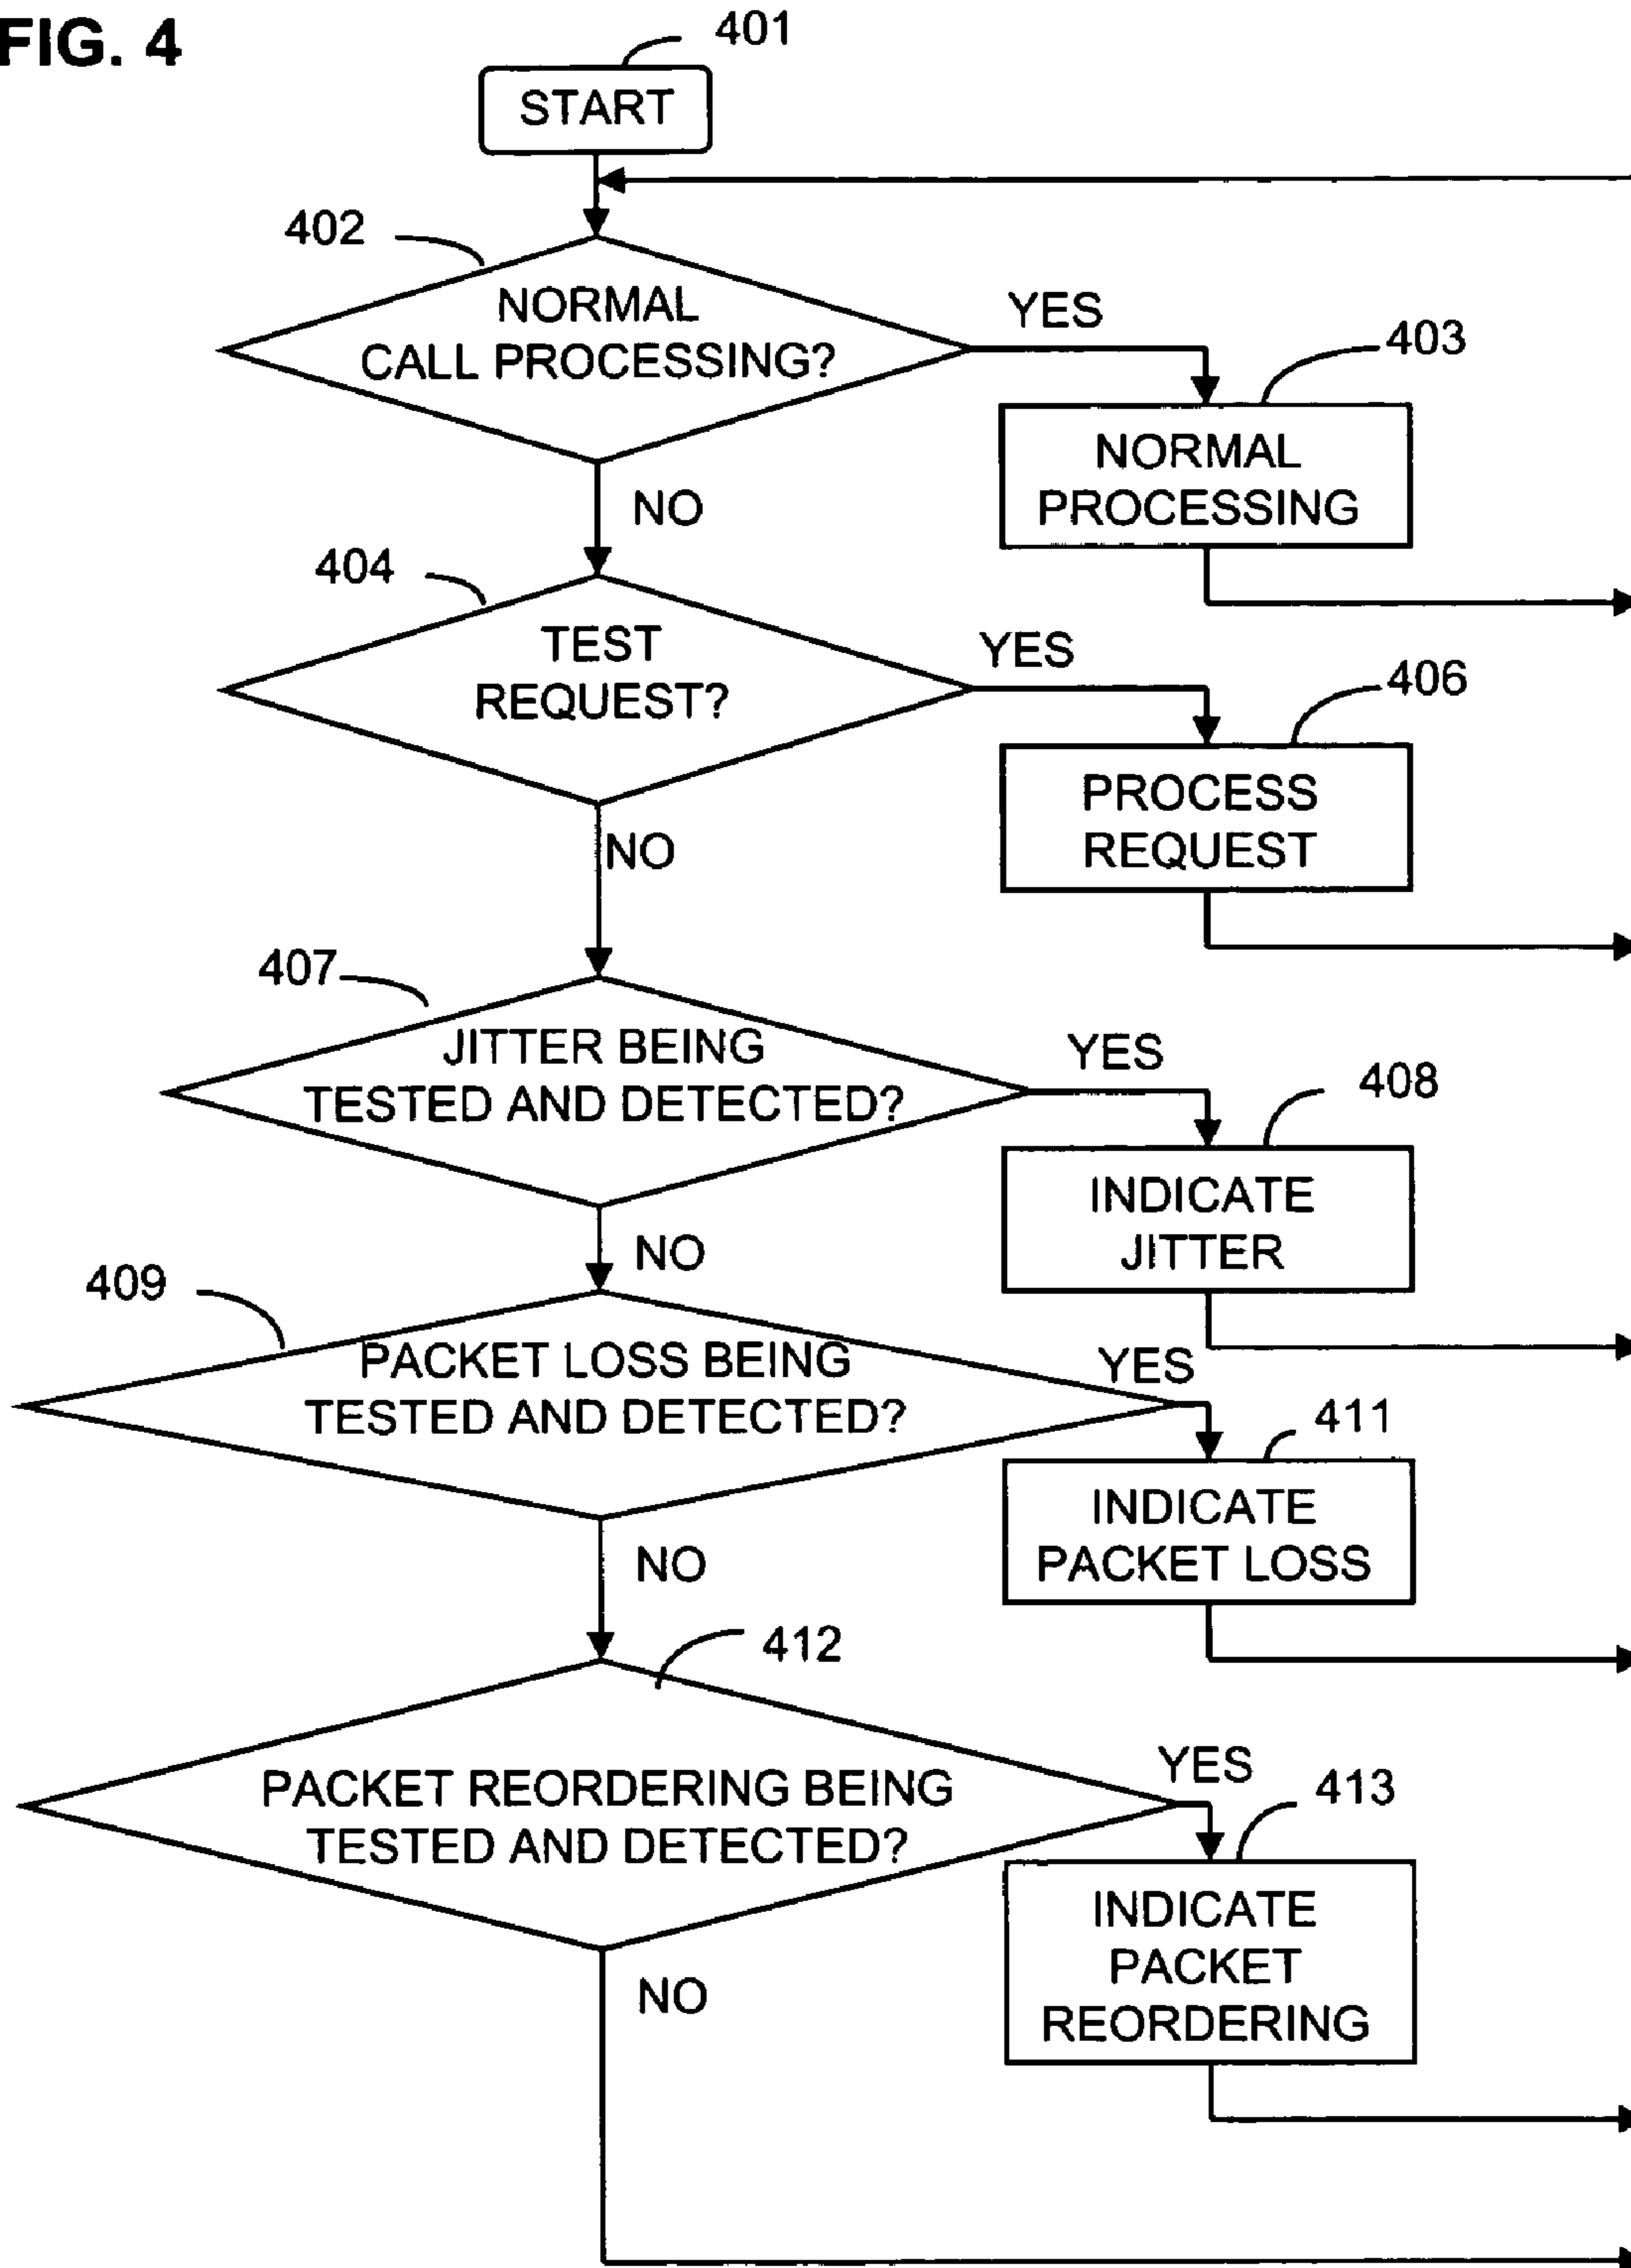 FIG. 4
401
START
402
NORMAL
CALL PROCESSING?
YES
403
NORMAL
PROCESSING
NO
404
TEST
REQUEST?
YES
406
PROCESS
REQUEST
NO
407
JITTER BEING
TESTED AND DETECTED?
YES
408
INDICATE
JITTER
NO
409
PACKET LOSS BEING
TESTED AND DETECTED?
YES
411
INDICATE
PACKET LOSS
NO
412
PACKET REORDERING BEING
TESTED AND DETECTED?
YES
413
INDICATE
PACKET
REORDERING
NO